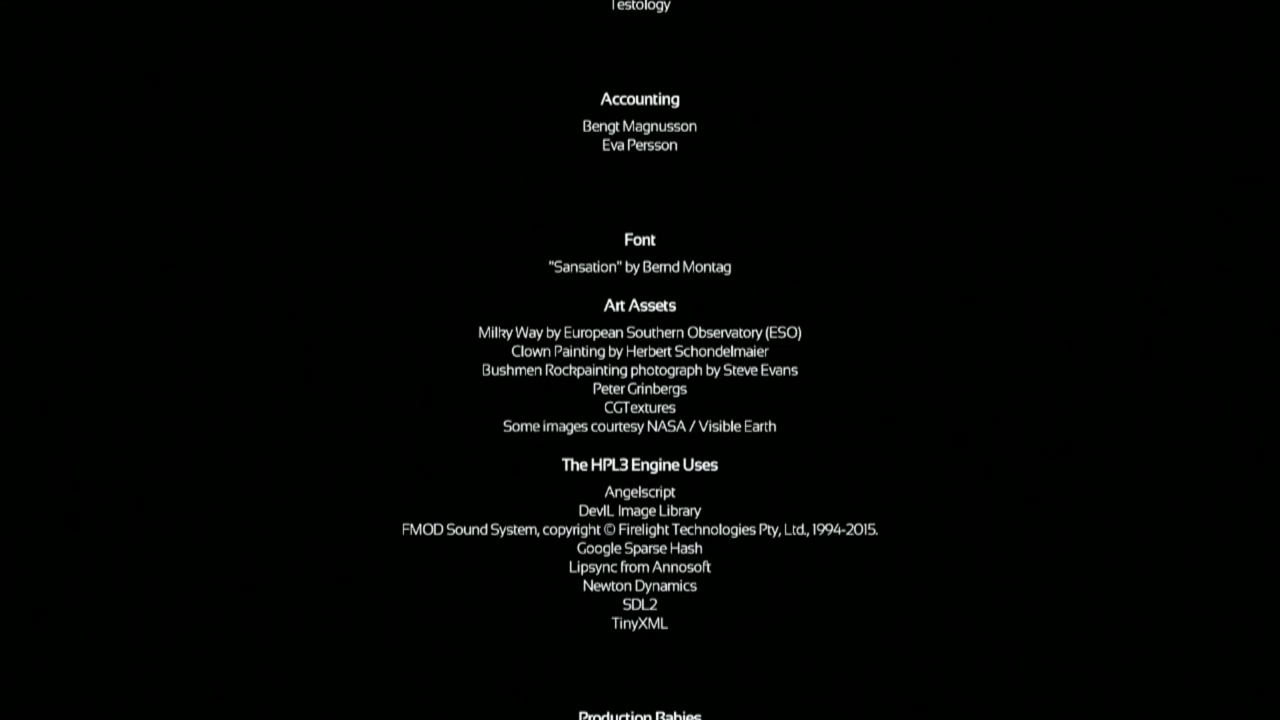 Testology
Accounting
Bengt Magnusson
Eva Persson
Font
"Sansation" by Bernd Montag
Art Assets
Milky Way by European Southern Observatory (ESO)
Clown Painting by Herbert Schondelmaier
Bushmen Rockpainting photograph by Steve Evans
Peter Grinbergs
CGTextures
Some images courtesy NASA / Visible Earth
The HPL3 Engine Uses
Angelscript
DevIL Image Library
FMOD Sound System, copyright © Firelight Technologies Pty, Ltd., 1994-2015.
Google Sparse Hash
Lipsync from Annosoft
Newton Dynamics
SDL2
TinyXML
Production Babies